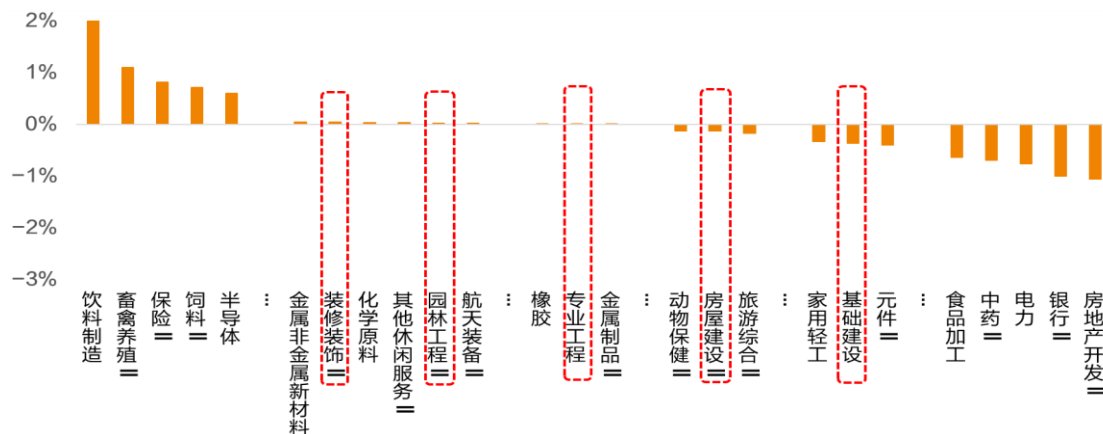 2%
1%
0%
−1%
−2%
−3%
饮料制造
畜禽养殖Ⅱ
保险Ⅱ
饲料Ⅱ
半导体
...
金属非金属新材料
装修装饰Ⅱ
化学原料
其他休闲服务Ⅱ
园林工程Ⅱ
航天装备Ⅱ
...
橡胶
专业工程
金属制品Ⅱ
...
动物保健Ⅱ
房屋建设Ⅱ
旅游综合Ⅱ
...
家用轻工
基础建设
元件Ⅱ
...
食品加工
中药Ⅱ
电力
银行Ⅱ
房地产开发Ⅱ